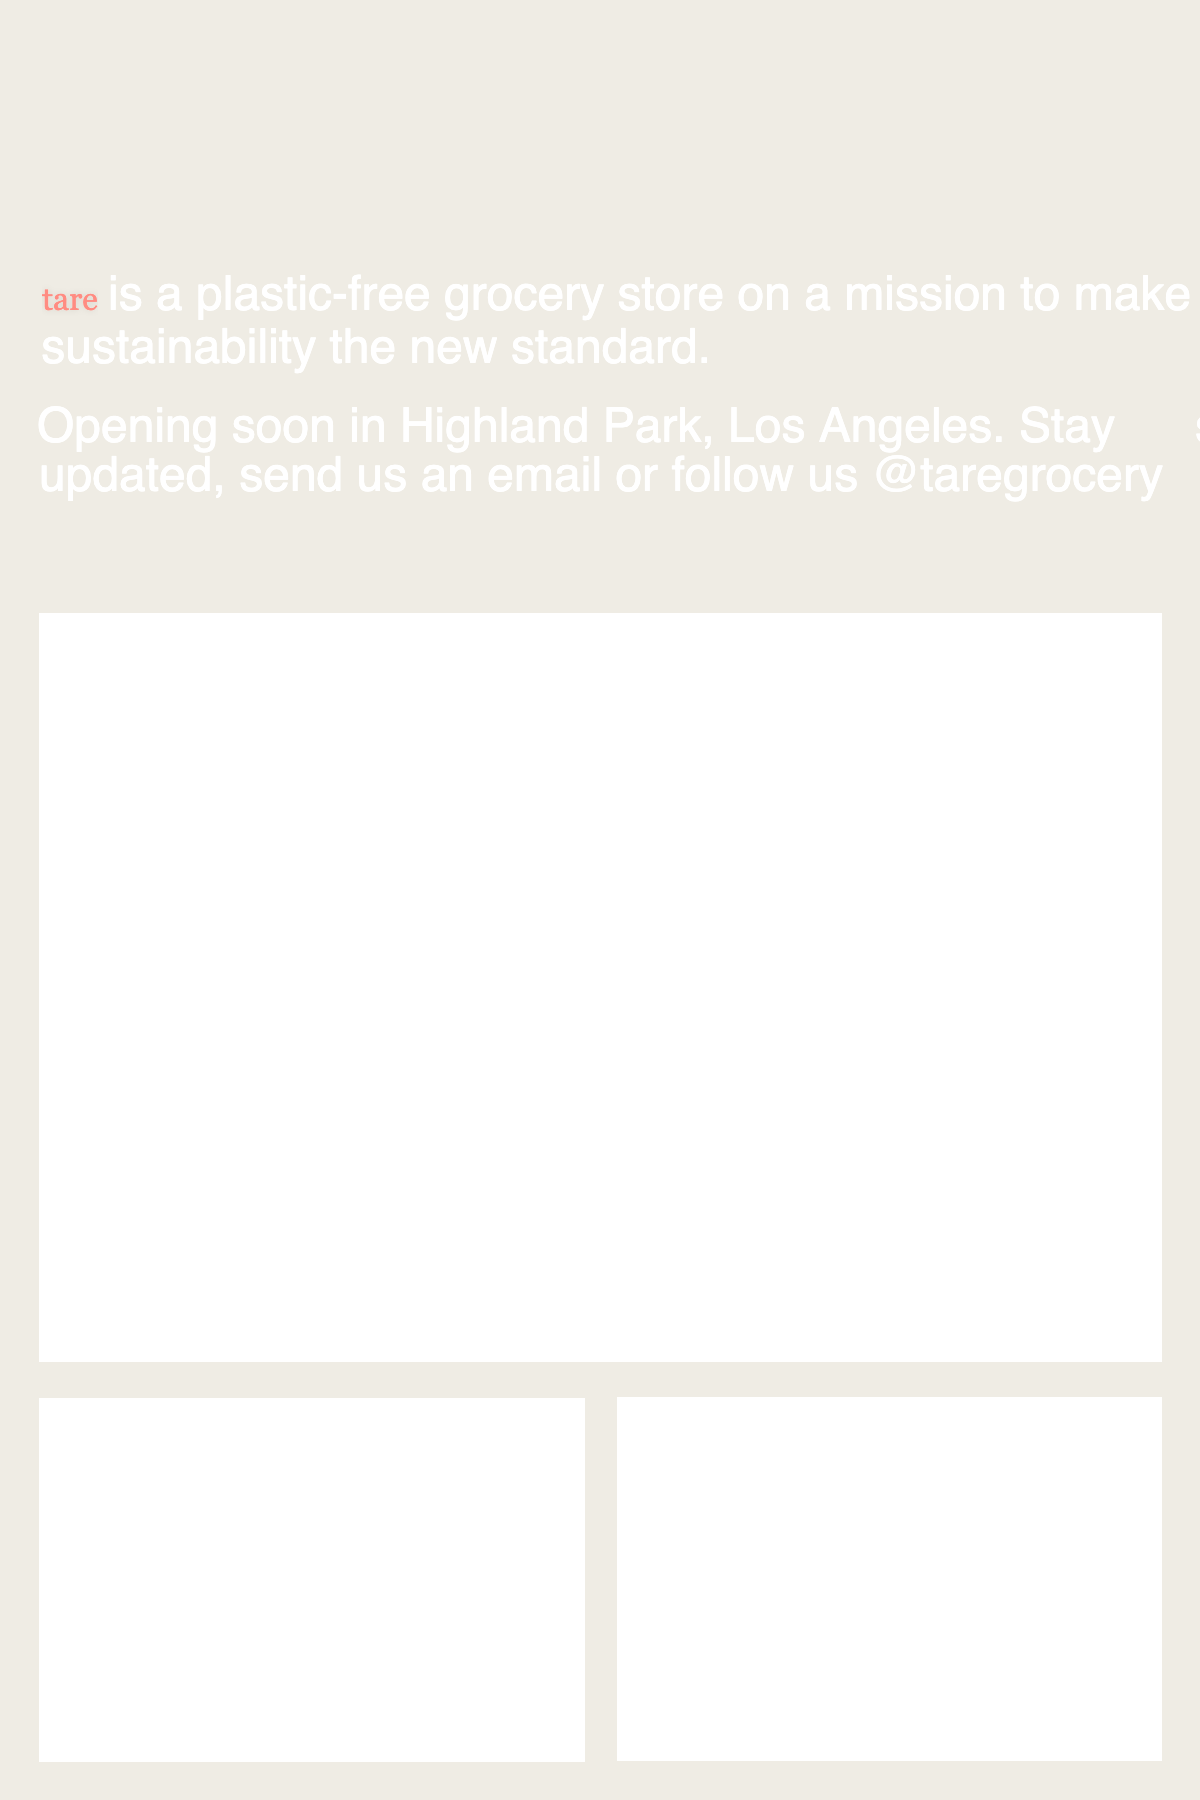 tare is a plastic-free grocery store on a mission to make
sustainability the new standard.
Opening soon in Highland Park, Los Angeles. Stay
updated, send us an email or follow us @taregrocery